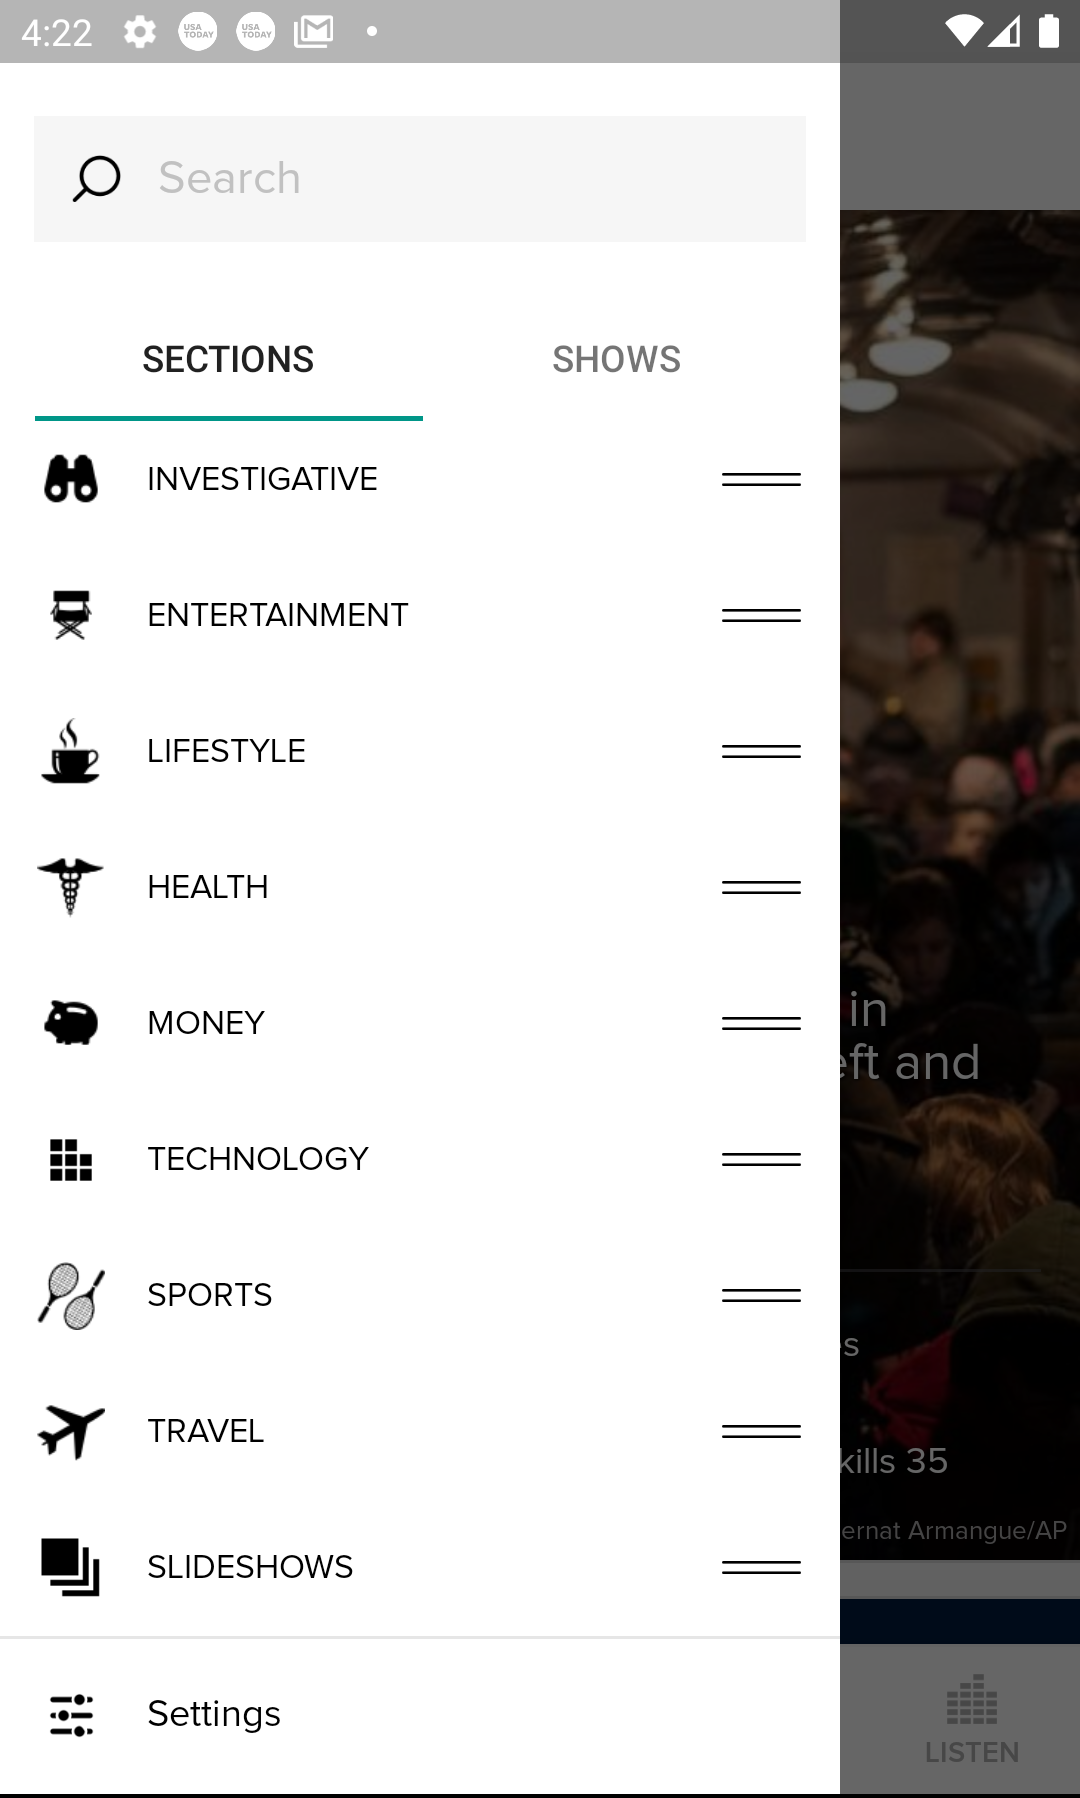 4:22
USA TODAY
USA TODAY
Search
SECTIONS
SHOWS
INVESTIGATIVE
ENTERTAINMENT
LIFESTYLE
HEALTH
in
eft and
MONEY
TECHNOLOGY
SPORTS
es
TRAVEL
kills 35
ernat Armangue/AP
SLIDESHOWS
Settings
LISTEN